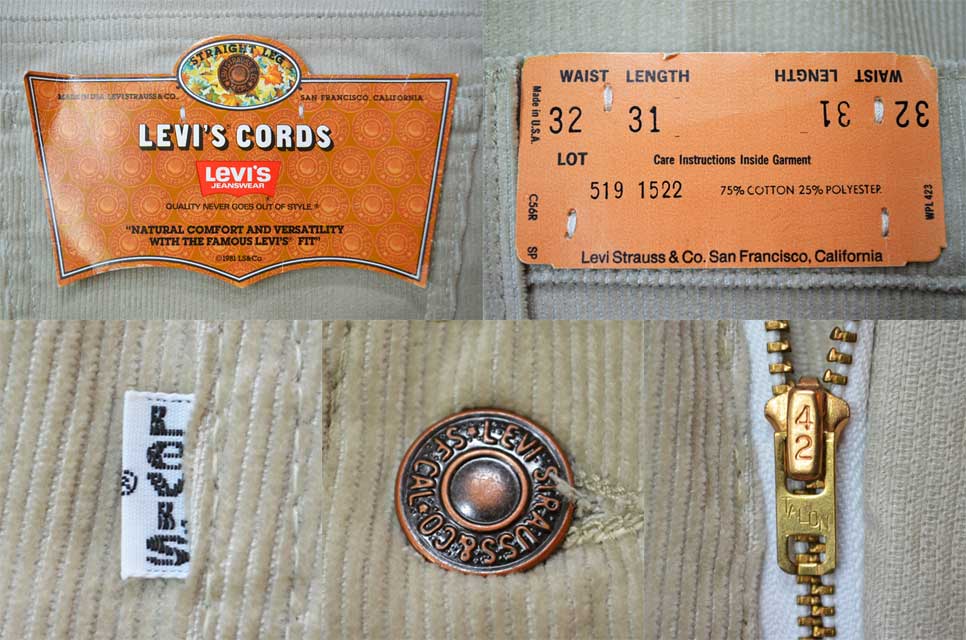 STRAIGHT LEG
LEVI STRAUSS & CO.
MADE IN USA. LEVI STRAUSS & CO., SAN FRANCISCO, CALIFORNIA
LEVI'S CORDS
LEVI'S
JEANSWEAR
QUALITY NEVER GOES OUT OF STYLE.®
"NATURAL COMFORT AND VERSATILITY
WITH THE FAMOUS LEVI'S® FIT"
©1981 LS&Co.
WAIST LENGTH
32 31
WAIST LENGTH
32 31
Made in U.S.A.
LOT
Care Instructions Inside Garment
519 1522
75% COTTON 25% POLYESTER
C56R SP
WPL 423
Levi Strauss & Co. San Francisco, California
LEVI'S
®
LEVI STRAUSS & CO. S.F. CAL.
42
TALON